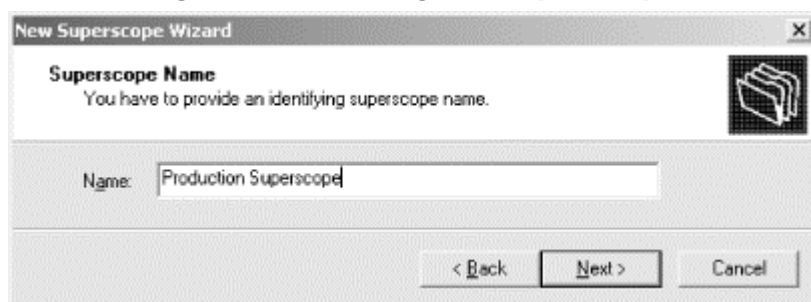 New Superscope Wizard
Superscope Name
You have to provide an identifying superscope name.
Name: Production Superscope
< Back Next > Cancel